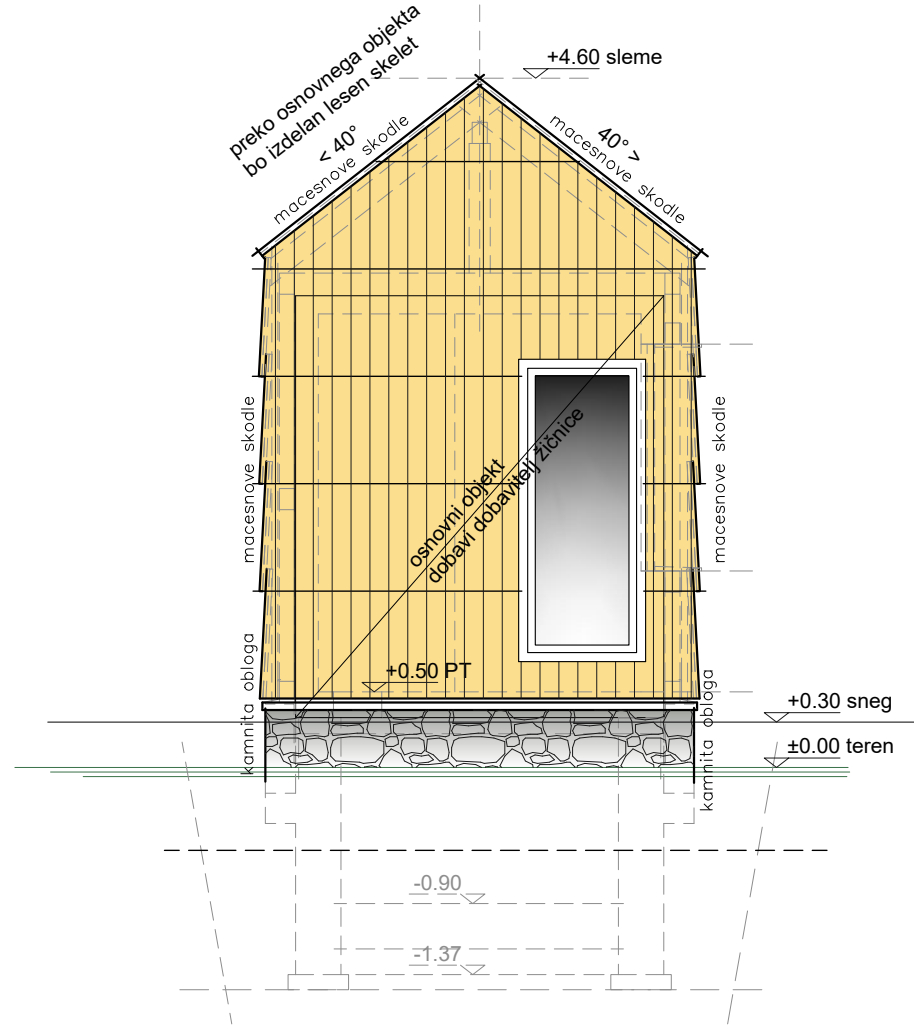 +4.60 sleme
preko osnovnega objekta
bo izdelan lesen skelet
< 40°
macesnove skodle
40° >
macesnove skodle
macesnove skodle
macesnove skodle
osnovni objekt
dobavi dobavitelj žičnice
kamnita obloga
+0.50 PT
kamnita obloga
+0.30 sneg
±0.00 teren
-0.90
-1.37